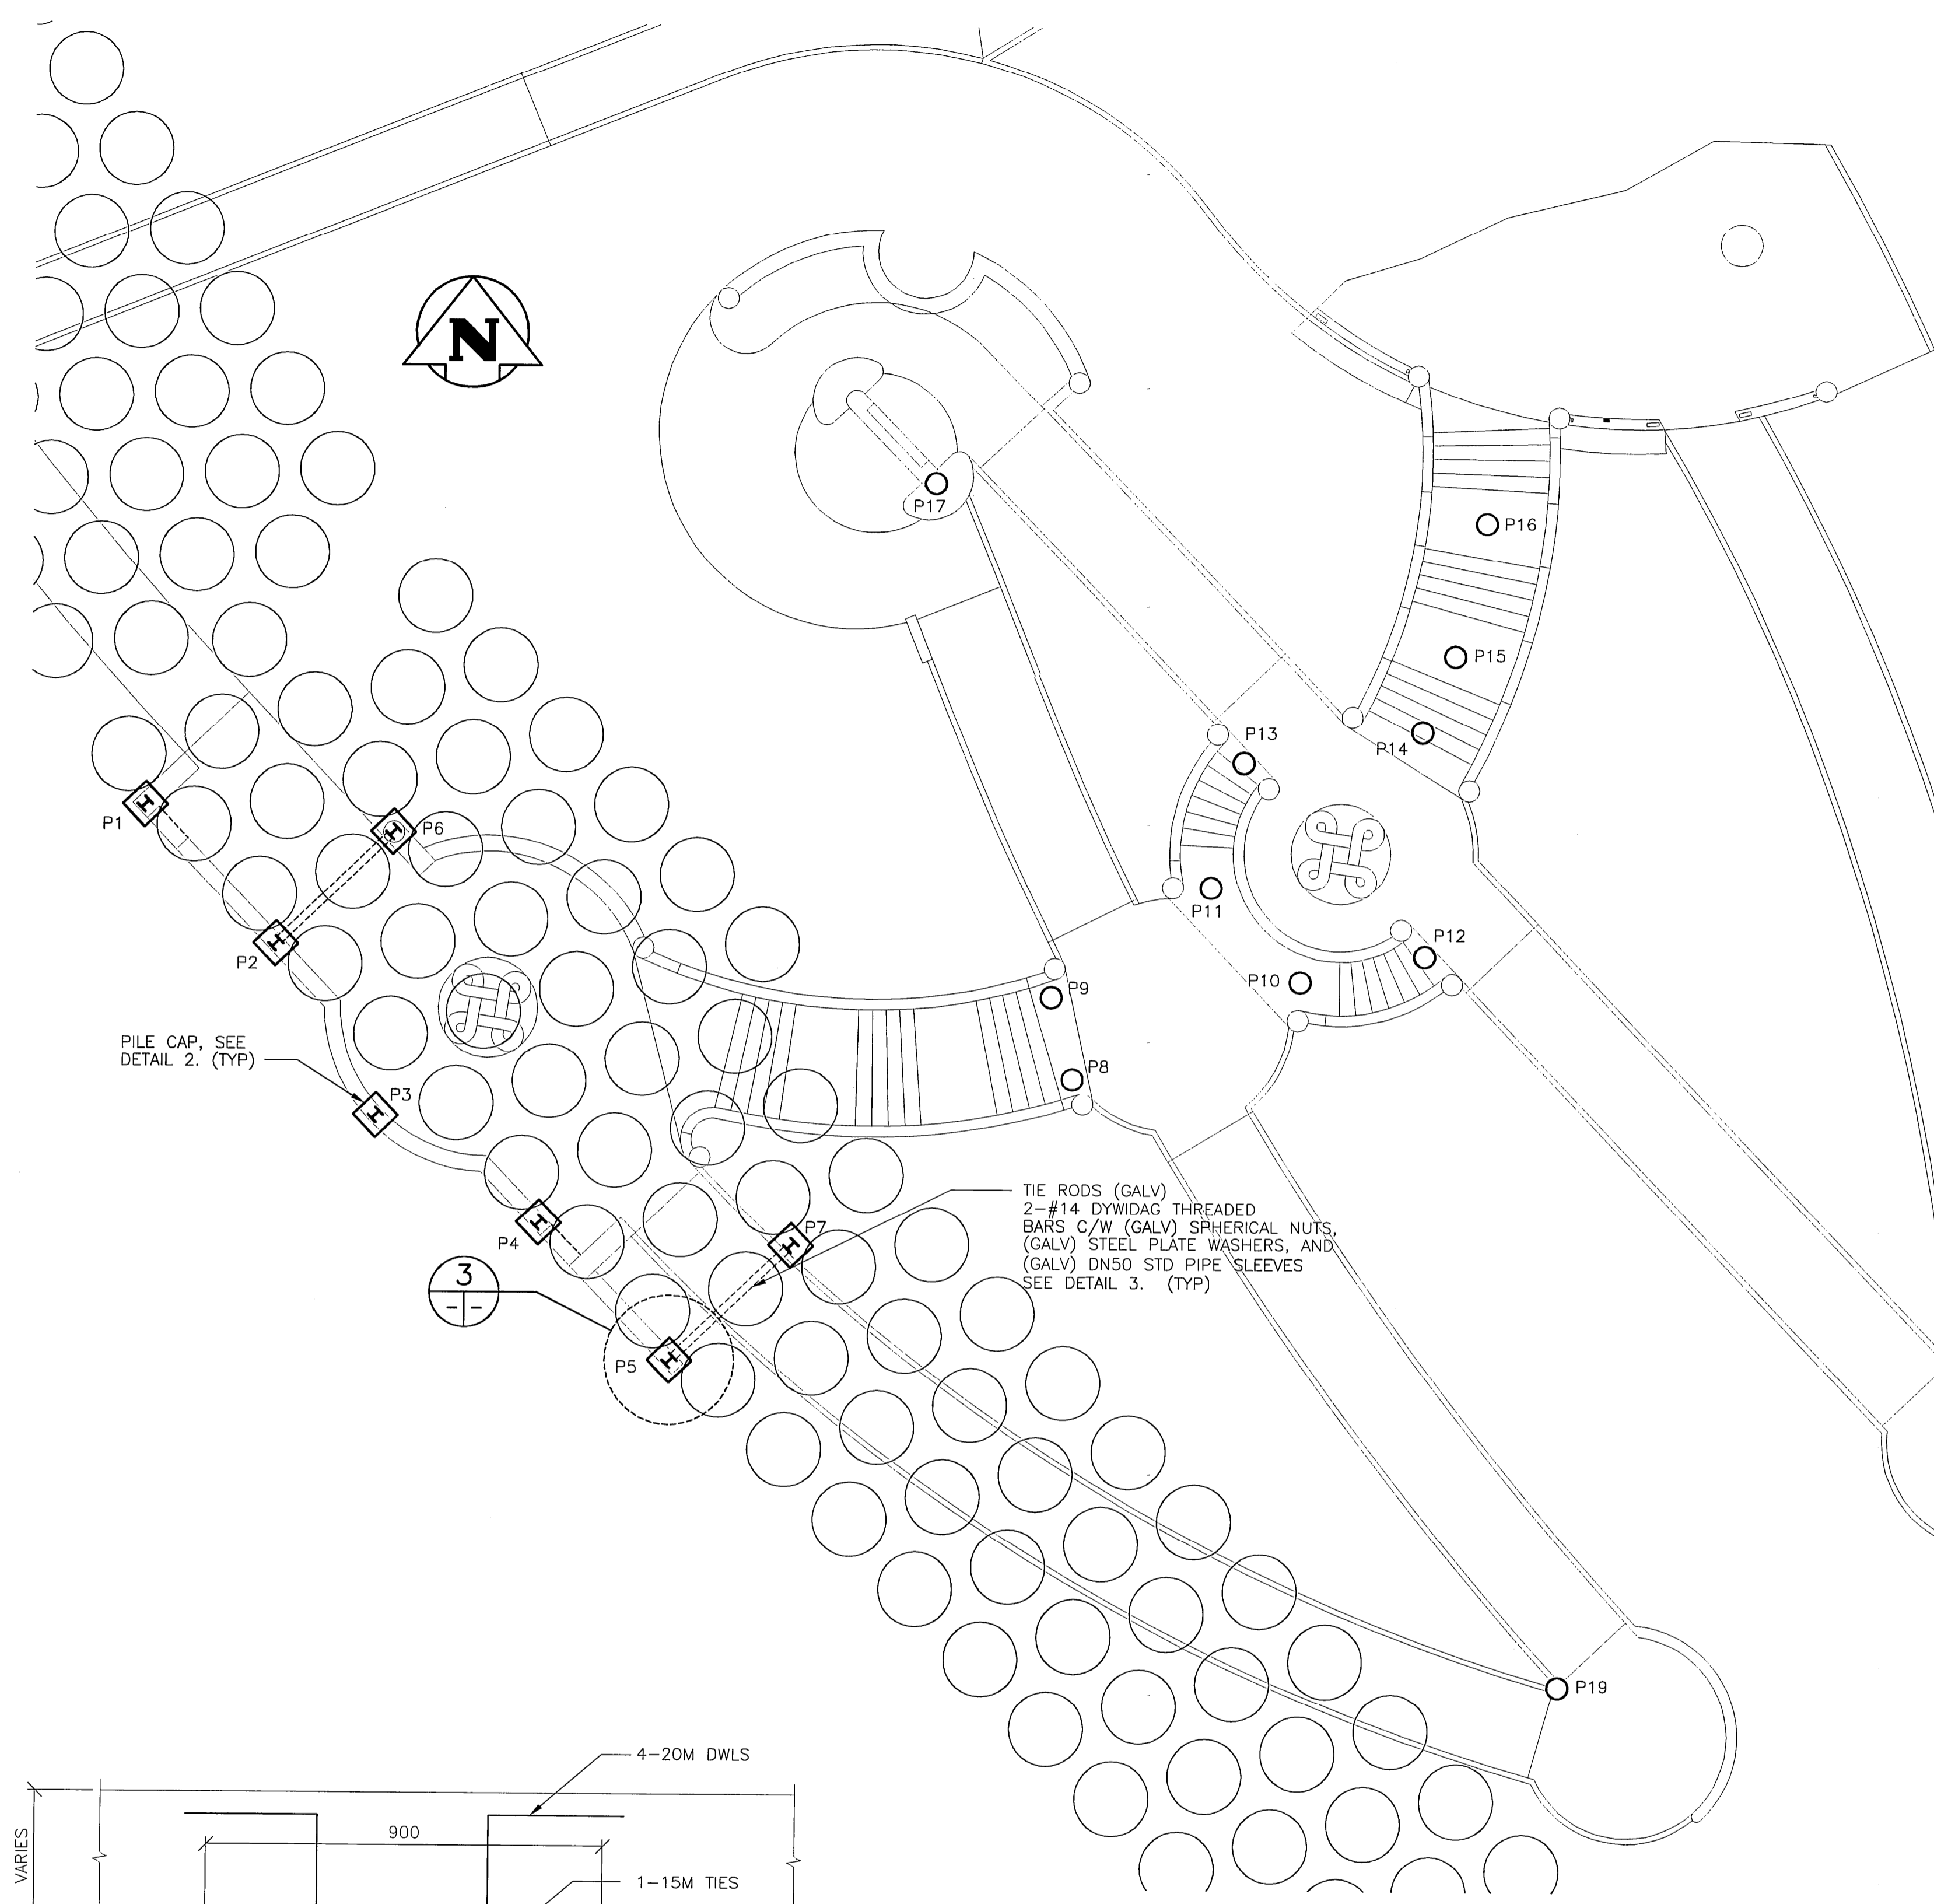 N
P17
P16
P15
P13
P14
P1
P6
P11
P12
P2
P10
P9
PILE CAP, SEE
DETAIL 2. (TYP)
P8
P3
TIE RODS (GALV)
2-#14 DYWIDAG THREADED
BARS C/W (GALV) SPHERICAL NUTS,
(GALV) STEEL PLATE WASHERS, AND
(GALV) DN50 STD PIPE SLEEVES
SEE DETAIL 3. (TYP)
P7
P4
3
- -
P5
P19
4-20M DWLS
900
VARIES
1-15M TIES